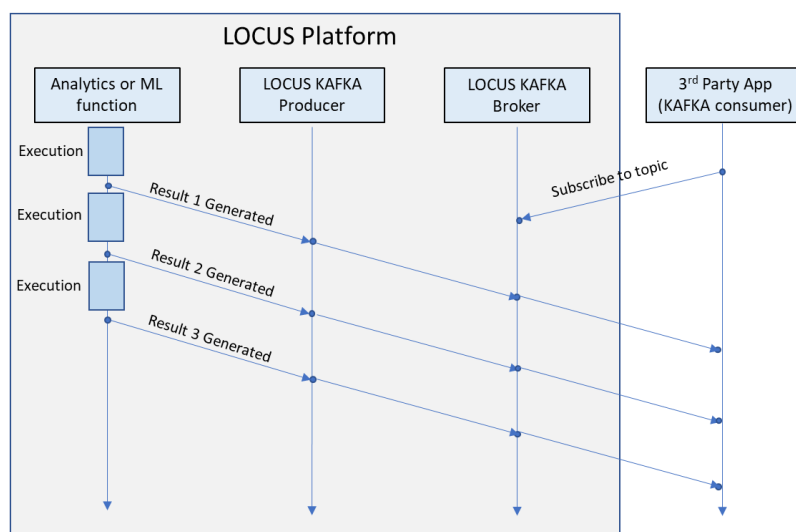 LOCUS Platform
Analytics or ML
function
LOCUS KAFKA
Producer
LOCUS KAFKA
Broker
3rd Party App
(KAFKA consumer)
Execution
Subscribe to topic
Result 1 Generated
Execution
Result 2 Generated
Execution
Result 3 Generated